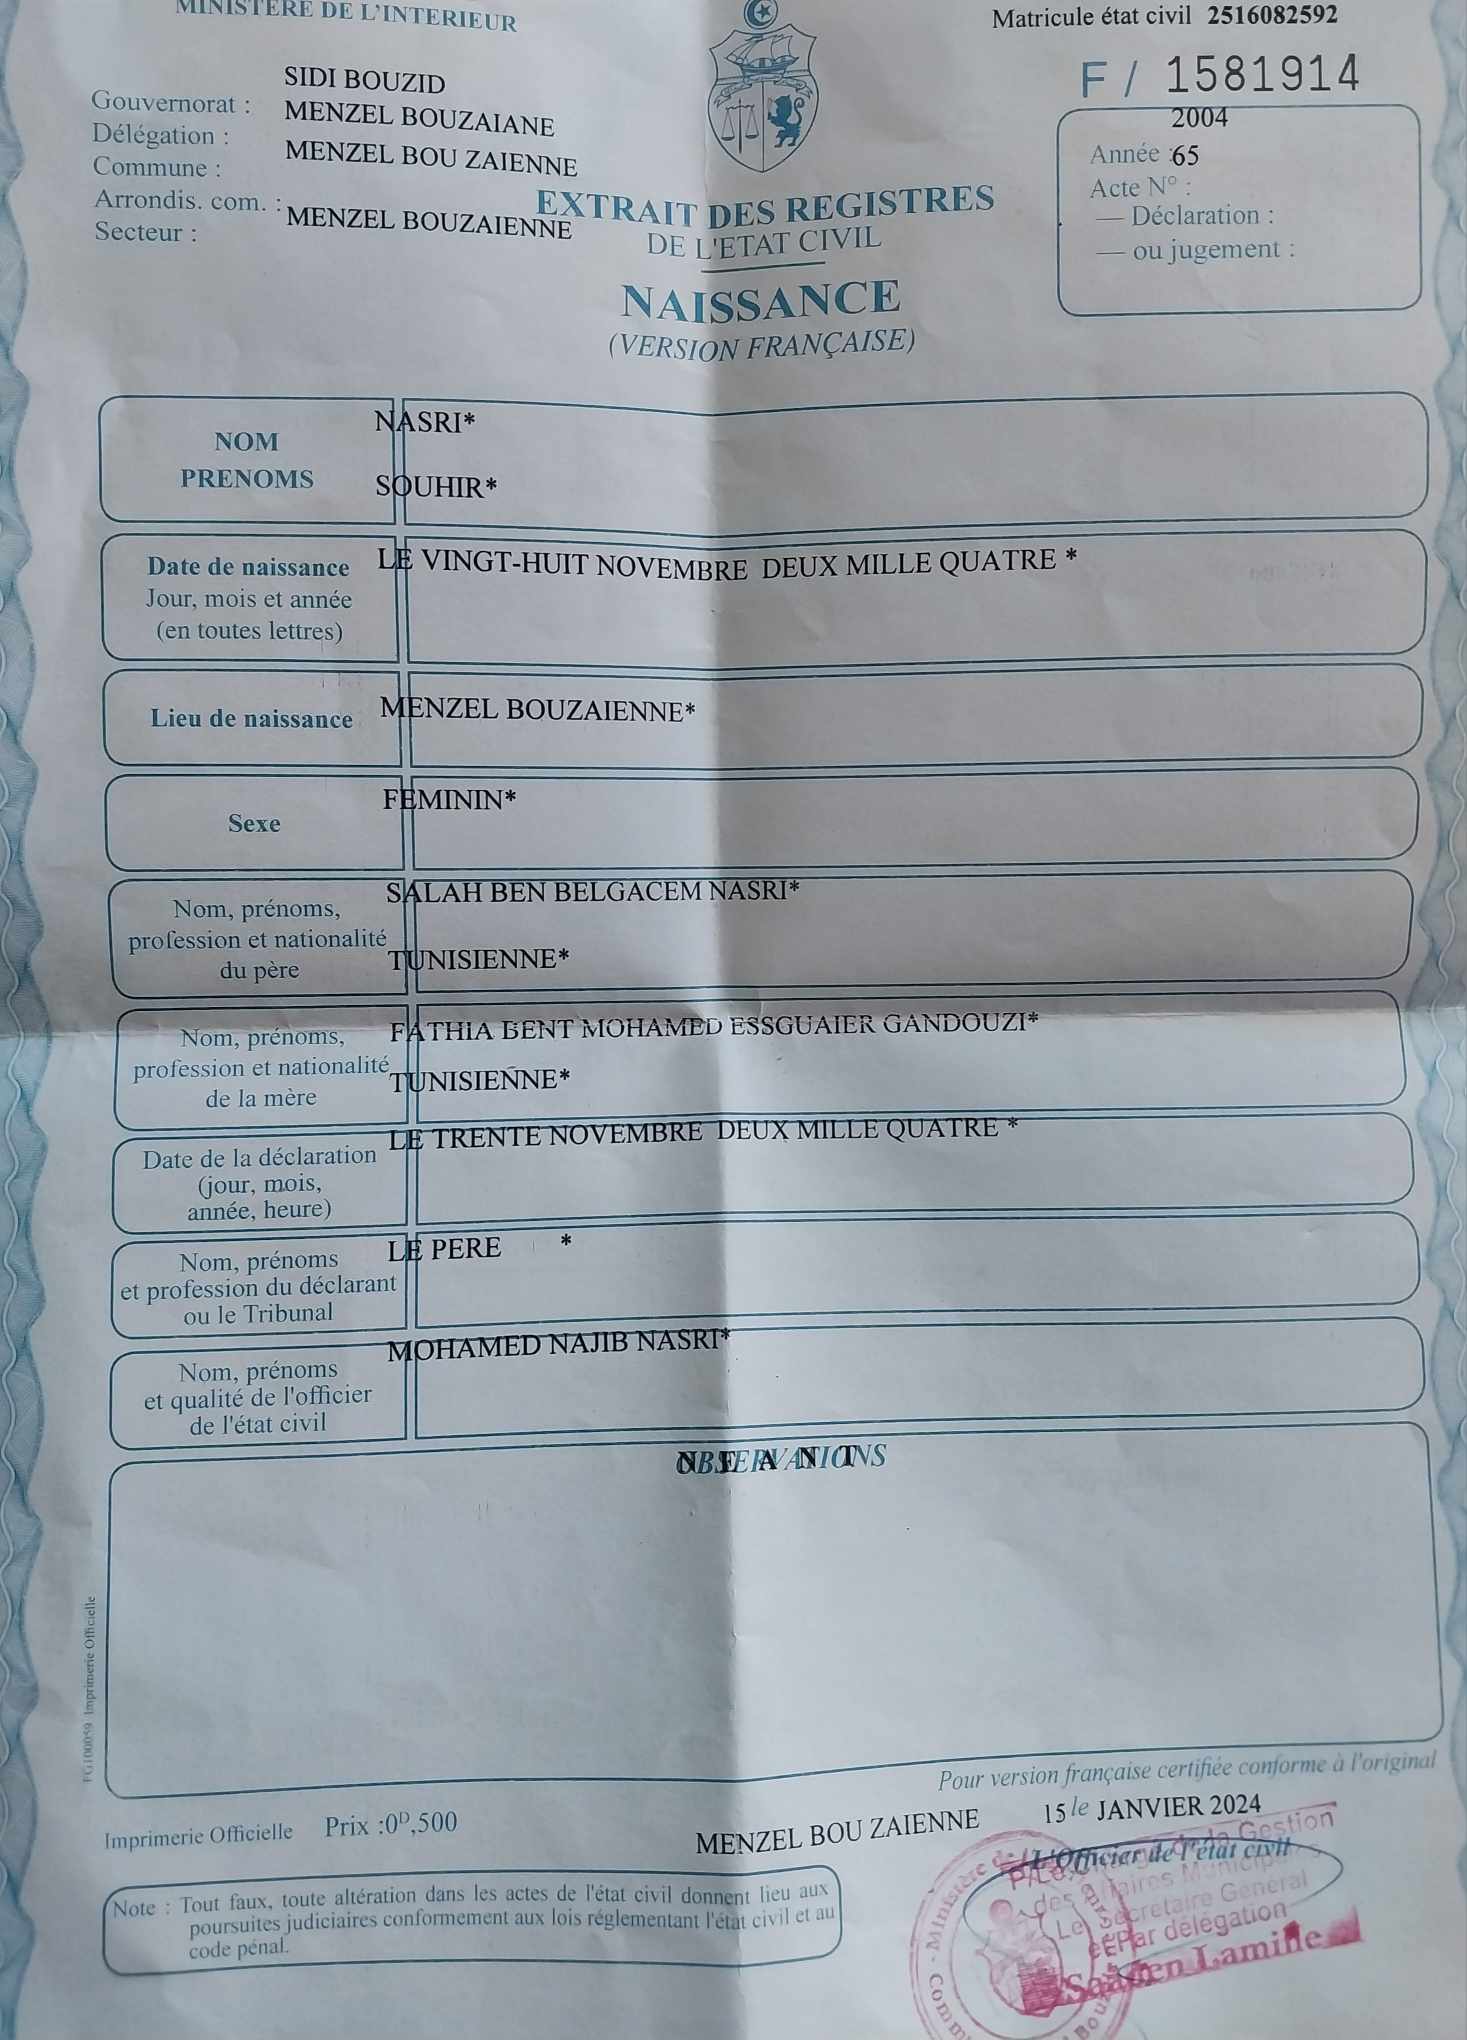 MINISTERE DE L'INTERIEUR
Matricule état civil 2516082592
F / 1581914
SIDI BOUZID
Gouvernorat :
MENZEL BOUZAIANE
Délégation :
MENZEL BOU ZAIENNE
Commune :
Arrondis. com. :
MENZEL BOUZAIENNE
Secteur :
2004
Année :
65
Acte N° :
— Déclaration :
— ou jugement :
EXTRAIT DES REGISTRES
DE L'ETAT CIVIL
NAISSANCE
(VERSION FRANÇAISE)
NOM
PRENOMS
NASRI*
SOUHIR*
Date de naissance
Jour, mois et année
(en toutes lettres)
LE VINGT-HUIT NOVEMBRE DEUX MILLE QUATRE *
Lieu de naissance
MENZEL BOUZAIENNE*
Sexe
FEMININ*
Nom, prénoms,
profession et nationalité
du père
SALAH BEN BELGACEM NASRI*
TUNISIENNE*
Nom, prénoms,
profession et nationalité
de la mère
FATHIA BENT MOHAMED ESSGUAIER GANDOUZI*
TUNISIENNE*
Date de la déclaration
(jour, mois,
année, heure)
LE TRENTE NOVEMBRE DEUX MILLE QUATRE *
Nom, prénoms
et profession du déclarant
ou le Tribunal
LE PERE *
Nom, prénoms
et qualité de l'officier
de l'état civil
MOHAMED NAJIB NASRI*
OBSERVATIONS
N E A N T
FG100059 Imprimerie Officielle
Pour version française certifiée conforme à l'original
Imprimerie Officielle Prix :0ᴰ,500
MENZEL BOU ZAIENNE 15 le JANVIER 2024
L'Officier de l'état civil
Gestion
des Affaires Municipales
Le Secrétaire Général
Par délégation
Lamine
Note : Tout faux, toute altération dans les actes de l'état civil donnent lieu aux
poursuites judiciaires conformement aux lois réglementant l'état civil et au
code pénal.